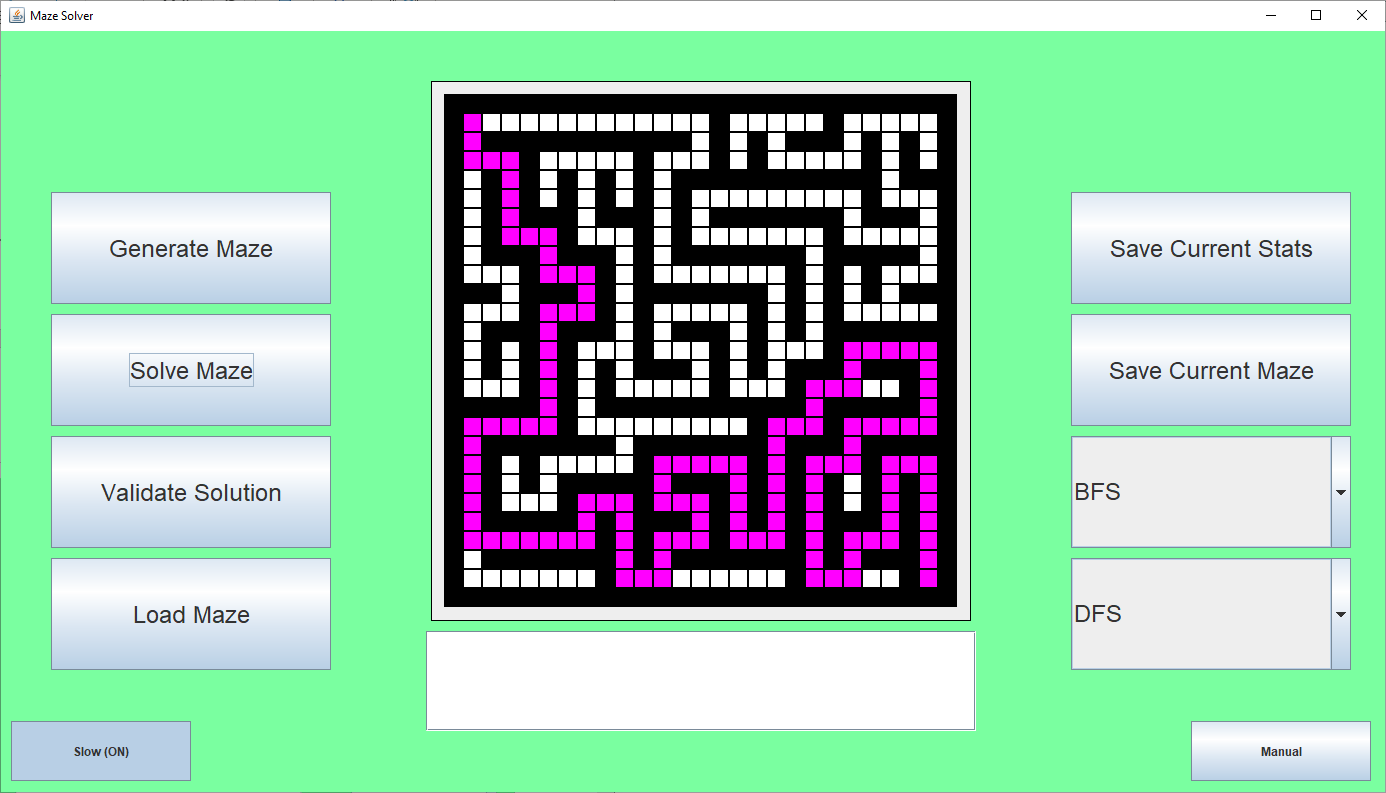 Maze Solver
Generate Maze
Solve Maze
Validate Solution
Load Maze
Save Current Stats
Save Current Maze
BFS
DFS
Slow (ON)
Manual